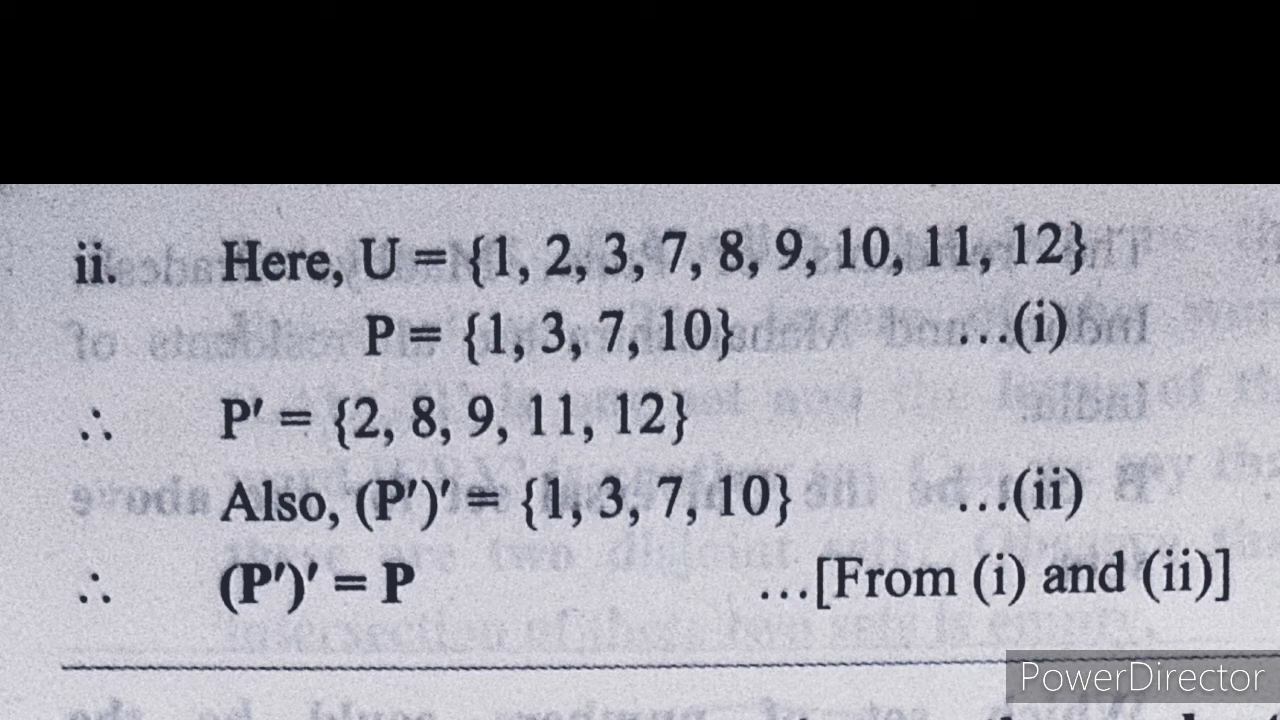 ii. Here, U = {1, 2, 3, 7, 8, 9, 10, 11, 12}
P = {1, 3, 7, 10} ...(i)
∴ P′ = {2, 8, 9, 11, 12}
Also, (P′)′ = {1, 3, 7, 10} ...(ii)
∴ (P′)′ = P ...[From (i) and (ii)]
PowerDirector